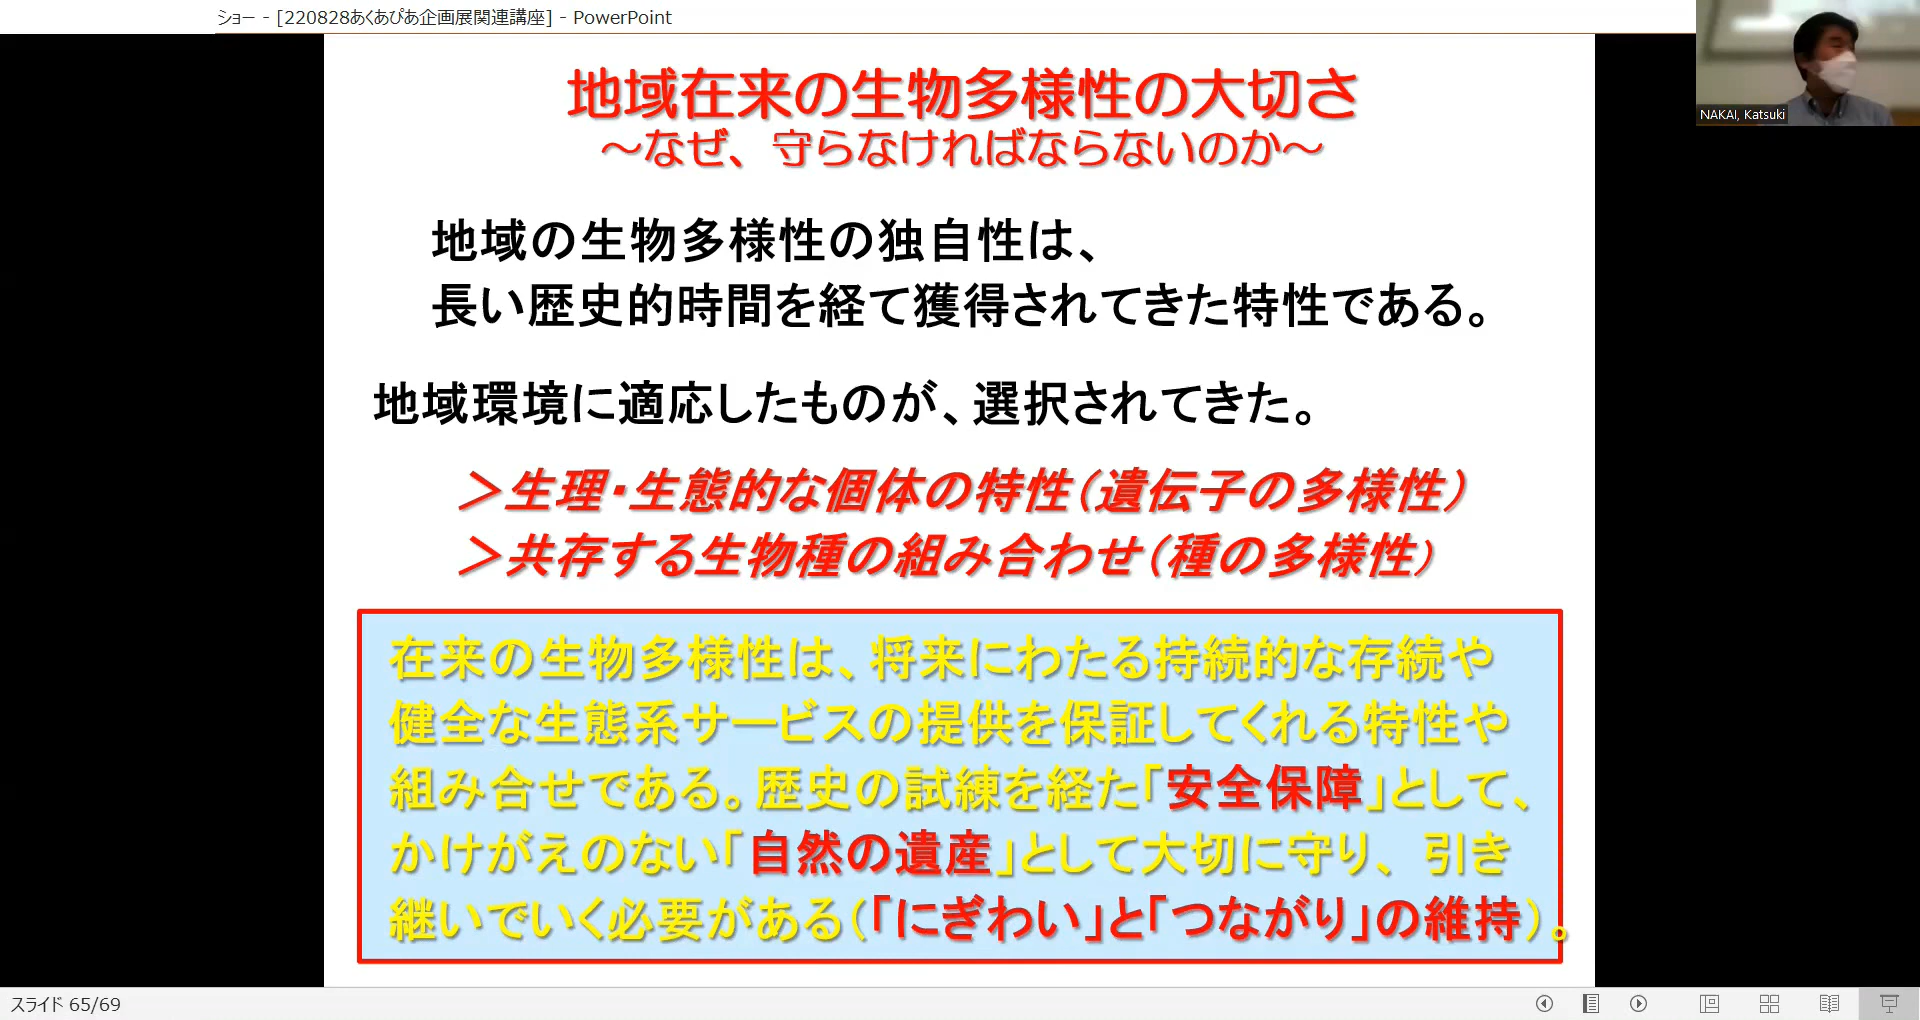 ショー - [220828あくあぴあ企画展関連講座] - PowerPoint
NAKAI, Katsuki
地域在来の生物多様性の大切さ
～なぜ、守らなければならないのか～
地域の生物多様性の独自性は、
長い歴史的時間を経て獲得されてきた特性である。
地域環境に適応したものが、選択されてきた。
＞生理・生態的な個体の特性（遺伝子の多様性）
＞共存する生物種の組み合わせ（種の多様性）
在来の生物多様性は、将来にわたる持続的な存続や
健全な生態系サービスの提供を保証してくれる特性や
組み合せである。歴史の試練を経た「安全保障」として、
かけがえのない「自然の遺産」として大切に守り、引き
継いでいく必要がある（「にぎわい」と「つながり」の維持）。
スライド 65/69